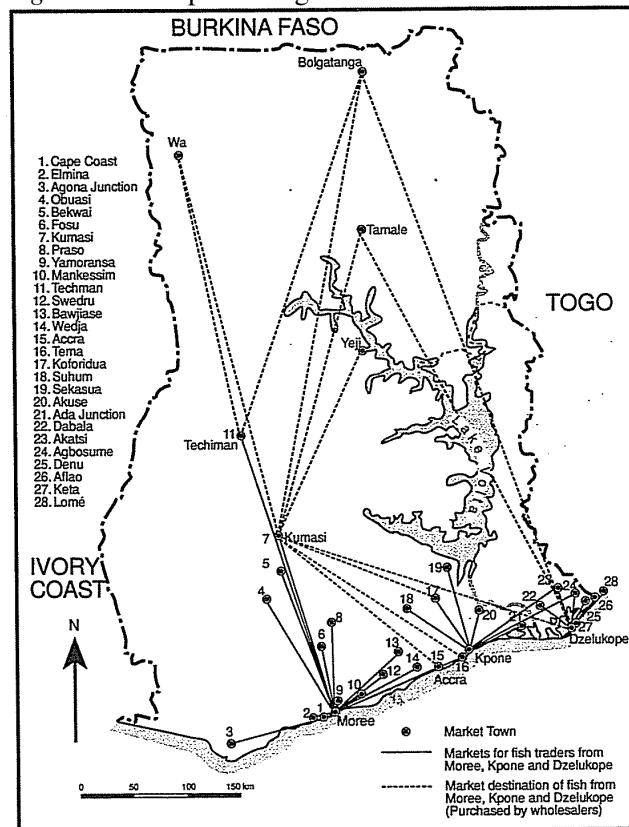 BURKINA FASO
Bolgatanga
Wa
1. Cape Coast
2. Elmina
3. Agona Junction
4. Obuasi
5. Bekwai
6. Fosu
7. Kumasi
8. Praso
9. Yamoransa
10. Mankessim
11. Techman
12. Swedru
13. Bawjiase
14. Wedja
15. Accra
16. Tema
17. Koforidua
18. Suhum
19. Sekasua
20. Akuse
21. Ada Junction
22. Dabala
23. Akatsi
24. Agbosume
25. Denu
26. Aflao
27. Keta
28. Lomé
Tamale
TOGO
Yeji
Lake
11
Techiman
7 Kumasi
IVORY
COAST
5
4
19
17
18
20
8
6
13
12
14
15
10
9
16
Kpone
Accra
22
21
23
24
28
26
25
27
Dzelukope
N
2
1
Moree
3
Market Town
Markets for fish traders from
Moree, Kpone and Dzelukope
Market destination of fish from
Moree, Kpone and Dzelukope
(Purchased by wholesalers)
0 50 100 150 km